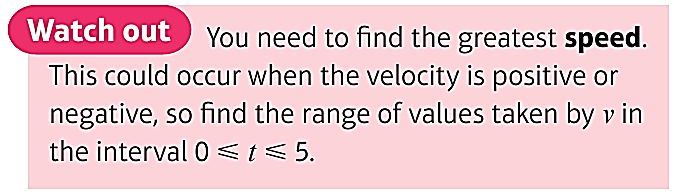 Watch out You need to find the greatest speed.
This could occur when the velocity is positive or
negative, so find the range of values taken by v in
the interval 0 ⩽ t ⩽ 5.